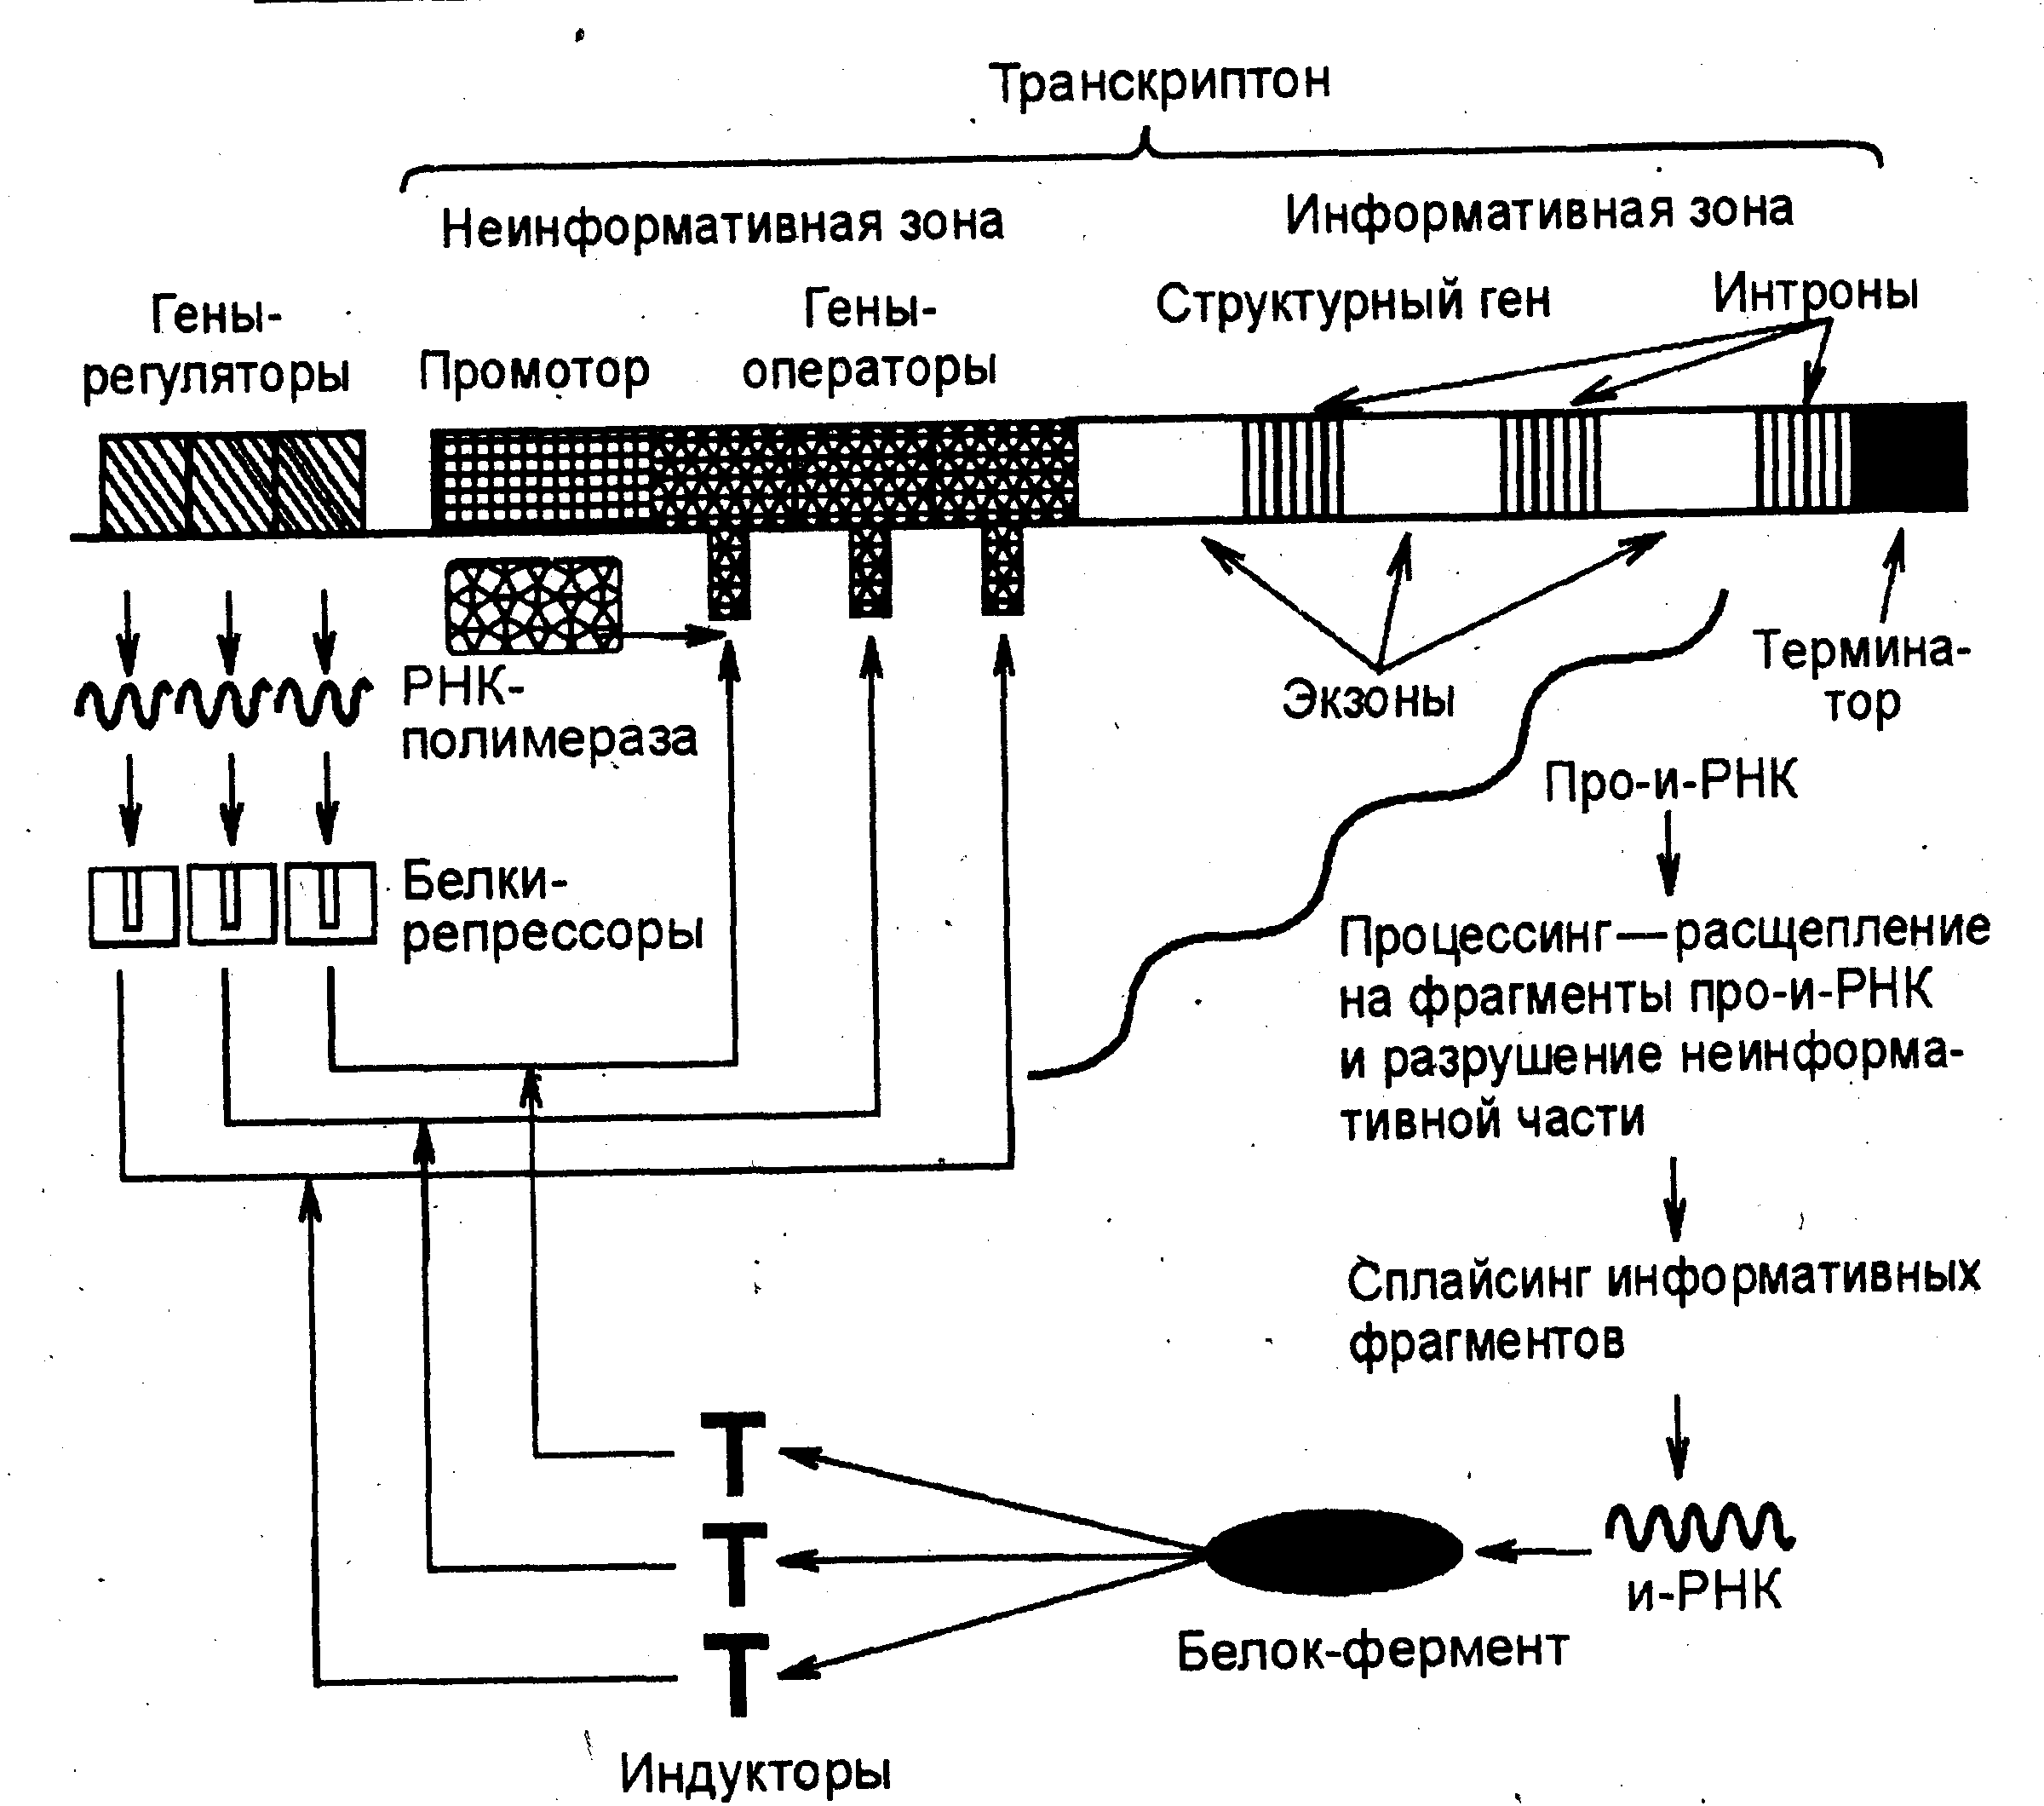 Транскриптон
Неинформативная зона
Информативная зона
Гены-
регуляторы
Промотор
Гены-
операторы
Структурный ген
Интроны
РНК-
полимераза
Экзоны
Термина-
тор
Про-и-РНК
Белки-
репрессоры
Процессинг—расщепление
на фрагменты про-и-РНК
и разрушение неинформа-
тивной части
Сплайсинг информативных
фрагментов
и-РНК
Белок-фермент
Индукторы